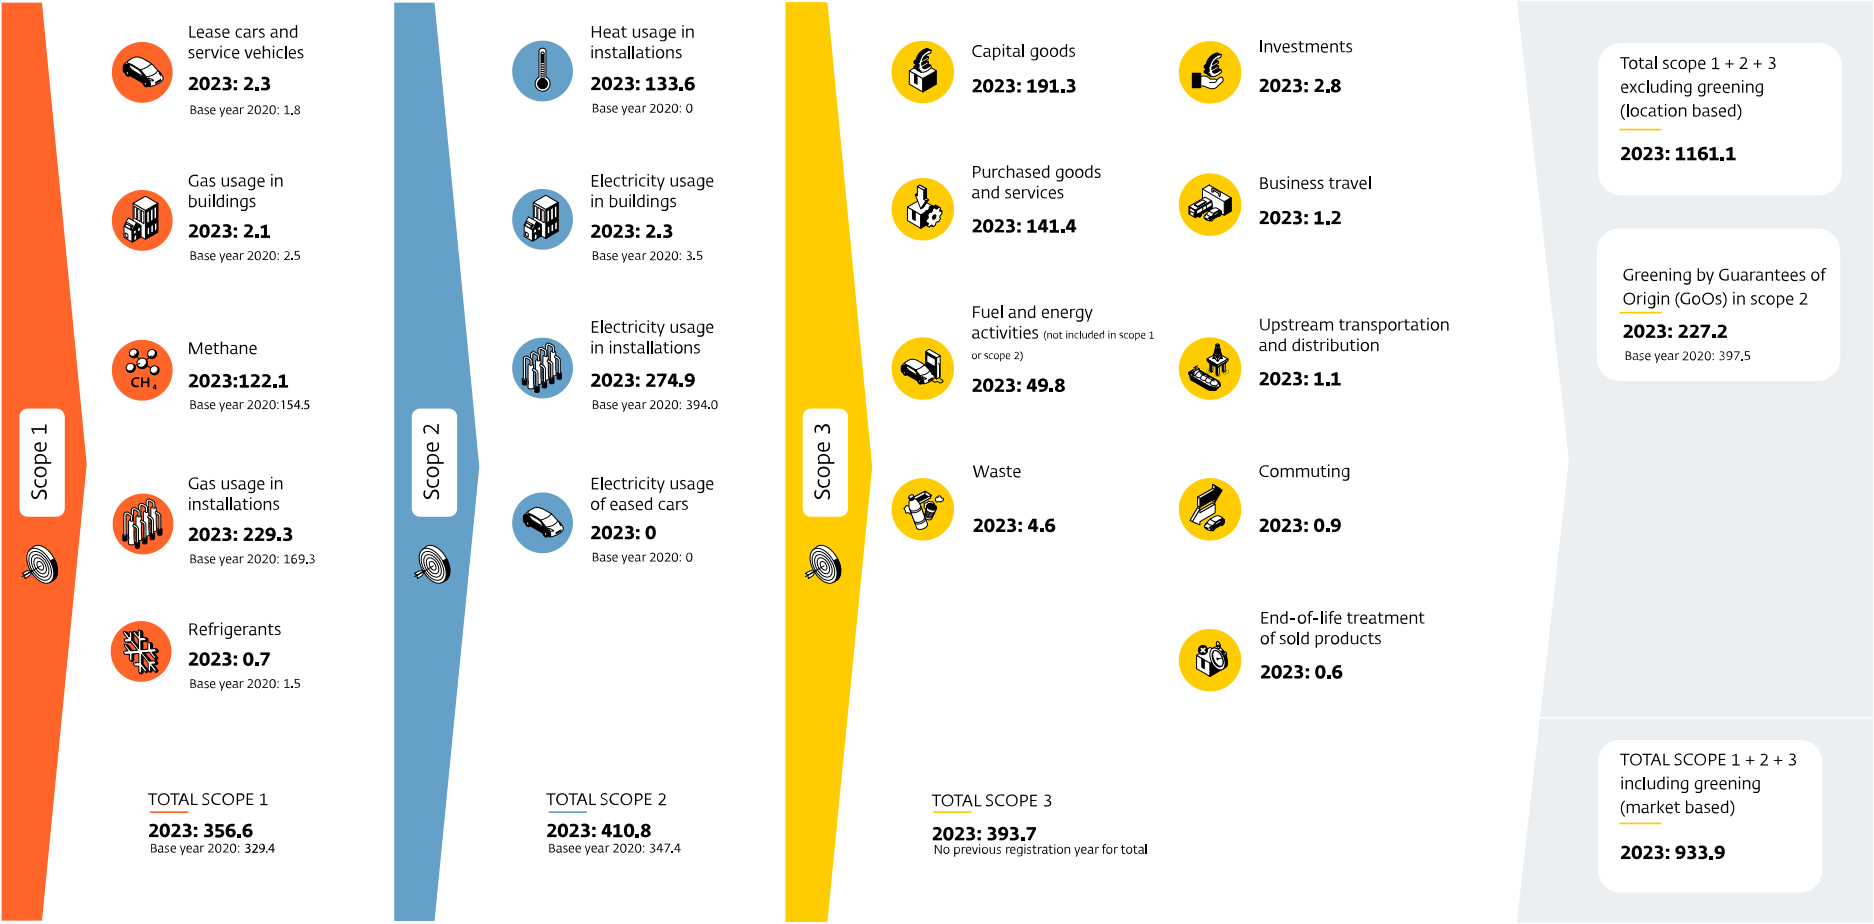 Scope 1
Lease cars and
service vehicles
2023: 2.3
Base year 2020: 1.8
Gas usage in
buildings
2023: 2.1
Base year 2020: 2.5
CH4
Methane
2023:122.1
Base year 2020:154.5
Gas usage in
installations
2023: 229.3
Base year 2020: 169.3
Refrigerants
2023: 0.7
Base year 2020: 1.5
TOTAL SCOPE 1
2023: 356.6
Base year 2020: 329.4
Scope 2
Heat usage in
installations
2023: 133.6
Base year 2020: 0
Electricity usage
in buildings
2023: 2.3
Base year 2020: 3.5
Electricity usage
in installations
2023: 274.9
Base year 2020: 394.0
Electricity usage
of eased cars
2023: 0
Base year 2020: 0
TOTAL SCOPE 2
2023: 410.8
Basee year 2020: 347.4
Scope 3
Capital goods
2023: 191.3
Purchased goods
and services
2023: 141.4
Fuel and energy
activities (not included in scope 1
or scope 2)
2023: 49.8
Waste
2023: 4.6
Investments
2023: 2.8
Business travel
2023: 1.2
Upstream transportation
and distribution
2023: 1.1
Commuting
2023: 0.9
End-of-life treatment
of sold products
2023: 0.6
TOTAL SCOPE 3
2023: 393.7
No previous registration year for total
Total scope 1 + 2 + 3
excluding greening
(location based)
2023: 1161.1
Greening by Guarantees of
Origin (GoOs) in scope 2
2023: 227.2
Base year 2020: 397.5
TOTAL SCOPE 1 + 2 + 3
including greening
(market based)
2023: 933.9